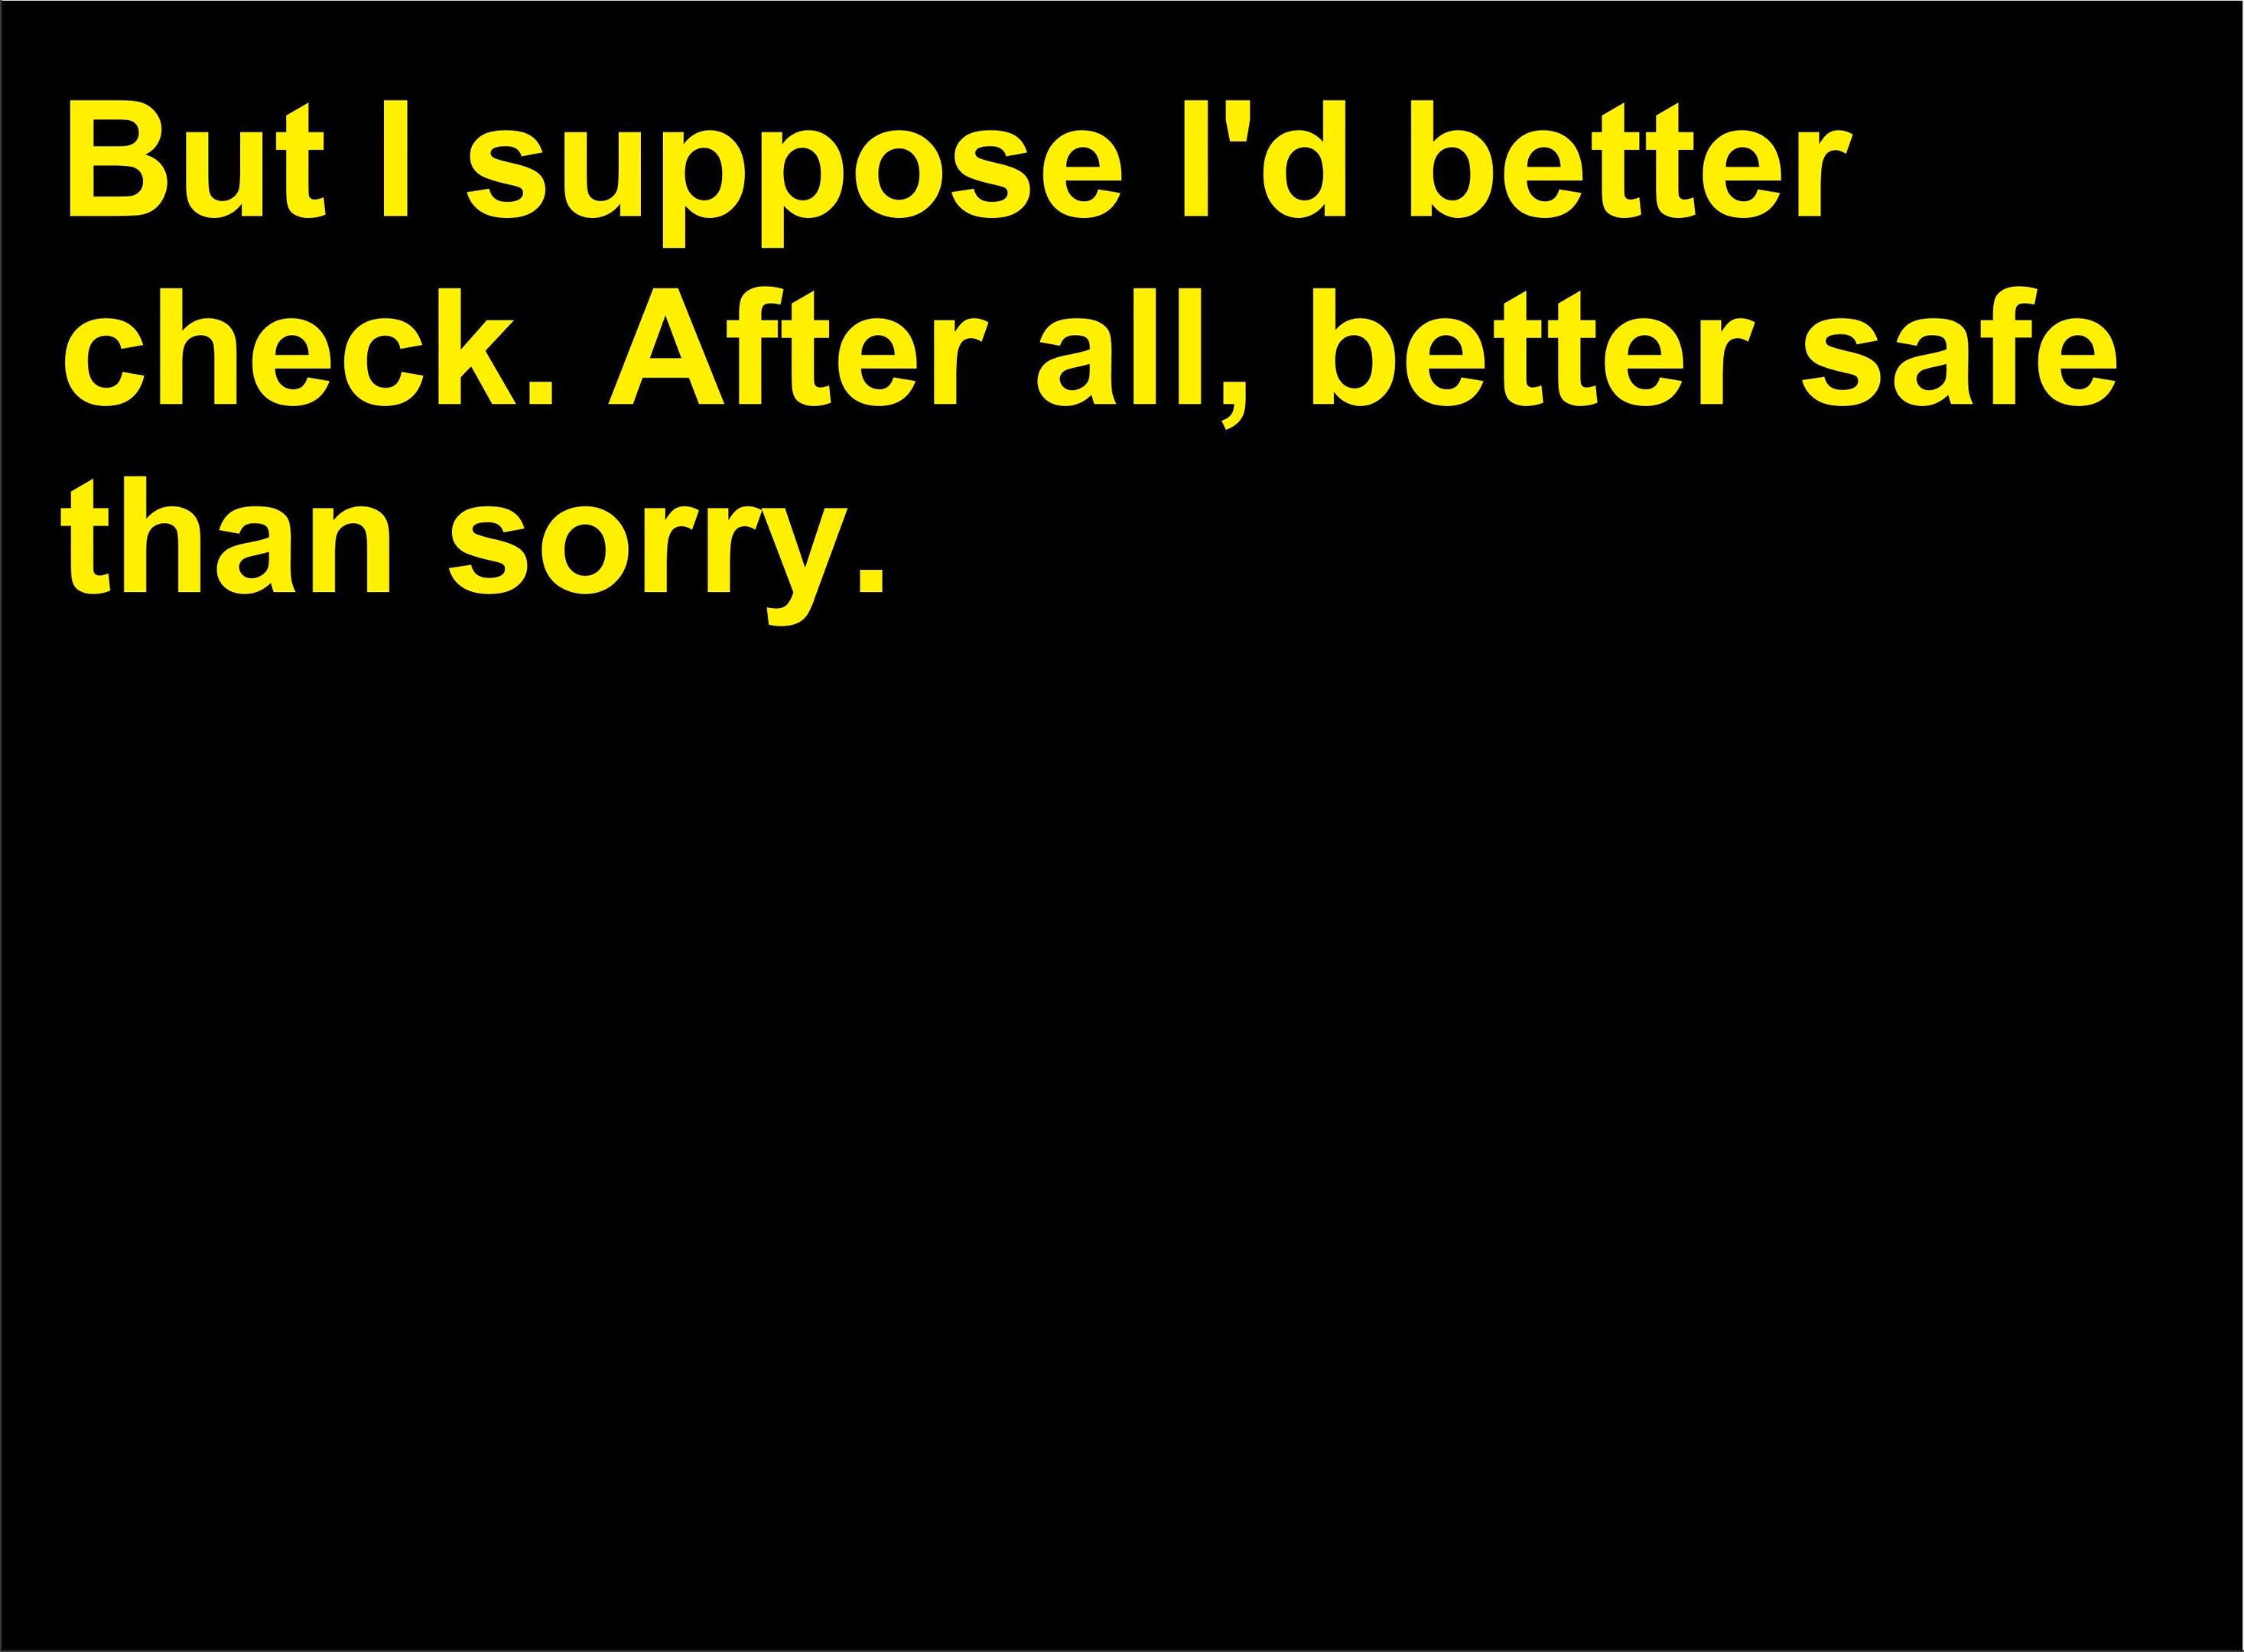 But I suppose I'd better
check. After all, better safe
than sorry.